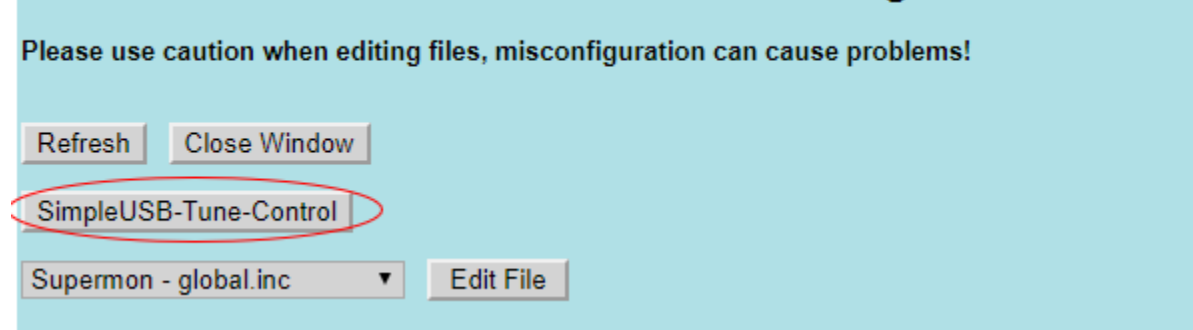 Please use caution when editing files, misconfiguration can cause problems!
Refresh Close Window
SimpleUSB-Tune-Control
Supermon - global.inc Edit File